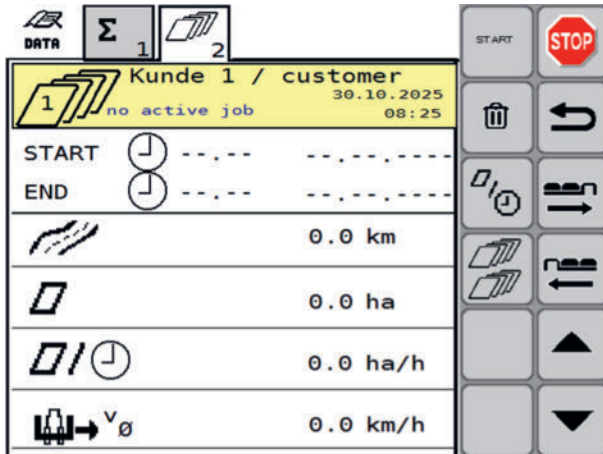 DATA
Σ
1
2
START
STOP
1
Kunde 1 / customer
30.10.2025
no active job
08:25
START --.-- --.--.----
END --.-- --.--.----
0.0 km
0.0 ha
/
0.0 ha/h
v ø
0.0 km/h
/